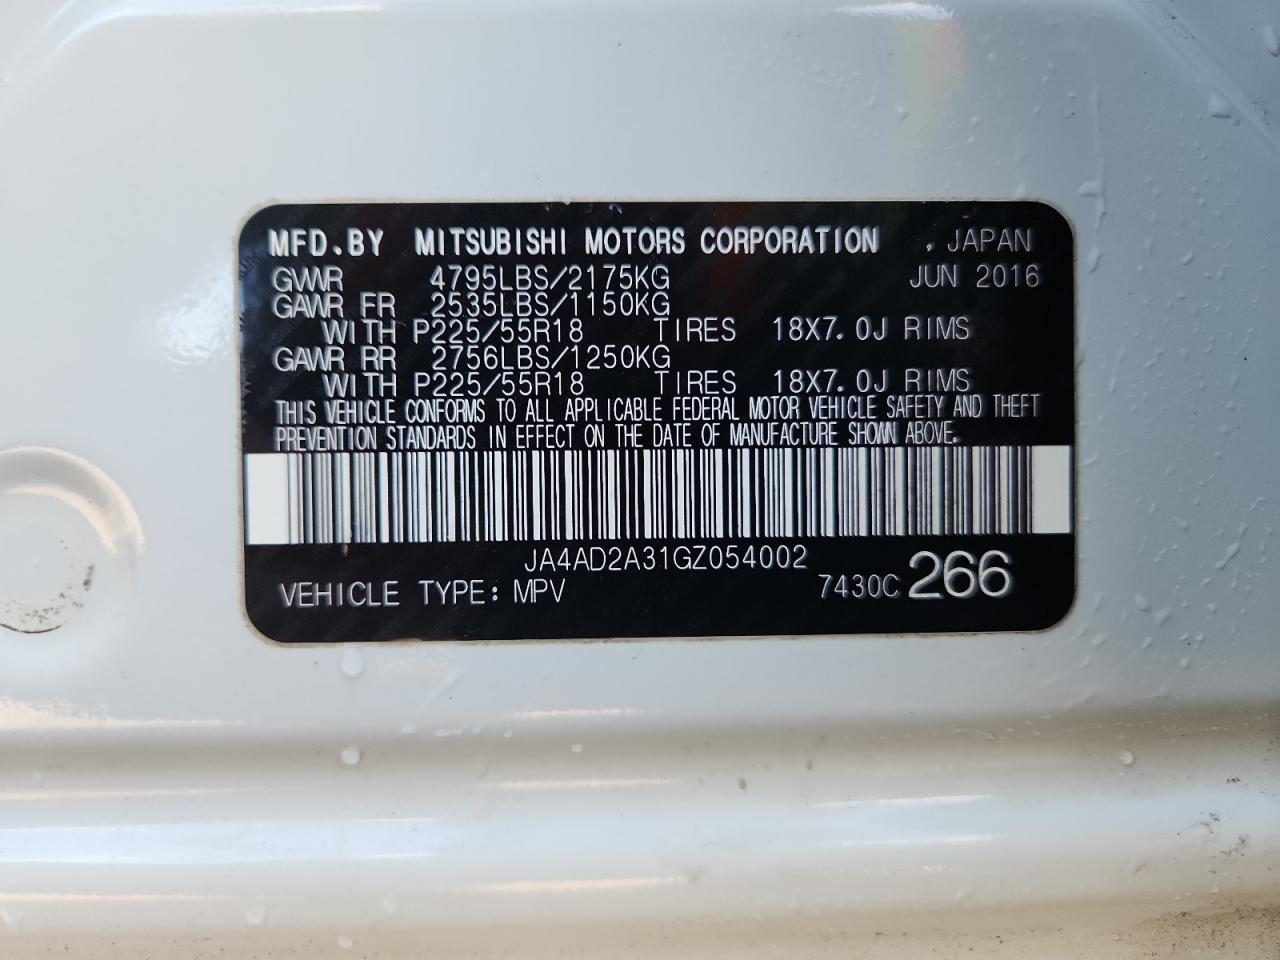 MFD.BY MITSUBISHI MOTORS CORPORATION , JAPAN
GVWR 4795LBS/2175KG JUN 2016
GAWR FR 2535LBS/1150KG
WITH P225/55R18 TIRES 18X7.0J RIMS
GAWR RR 2756LBS/1250KG
WITH P225/55R18 TIRES 18X7.0J RIMS
THIS VEHICLE CONFORMS TO ALL APPLICABLE FEDERAL MOTOR VEHICLE SAFETY AND THEFT
PREVENTION STANDARDS IN EFFECT ON THE DATE OF MANUFACTURE SHOWN ABOVE.
JA4AD2A31GZ054002
VEHICLE TYPE: MPV 7430C 266